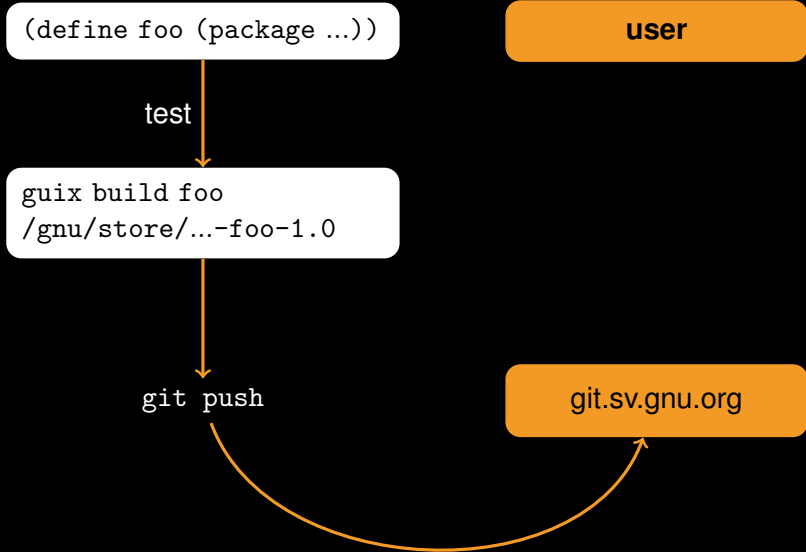 (define foo (package ...))
user
test
guix build foo
/gnu/store/...-foo-1.0
git push
git.sv.gnu.org